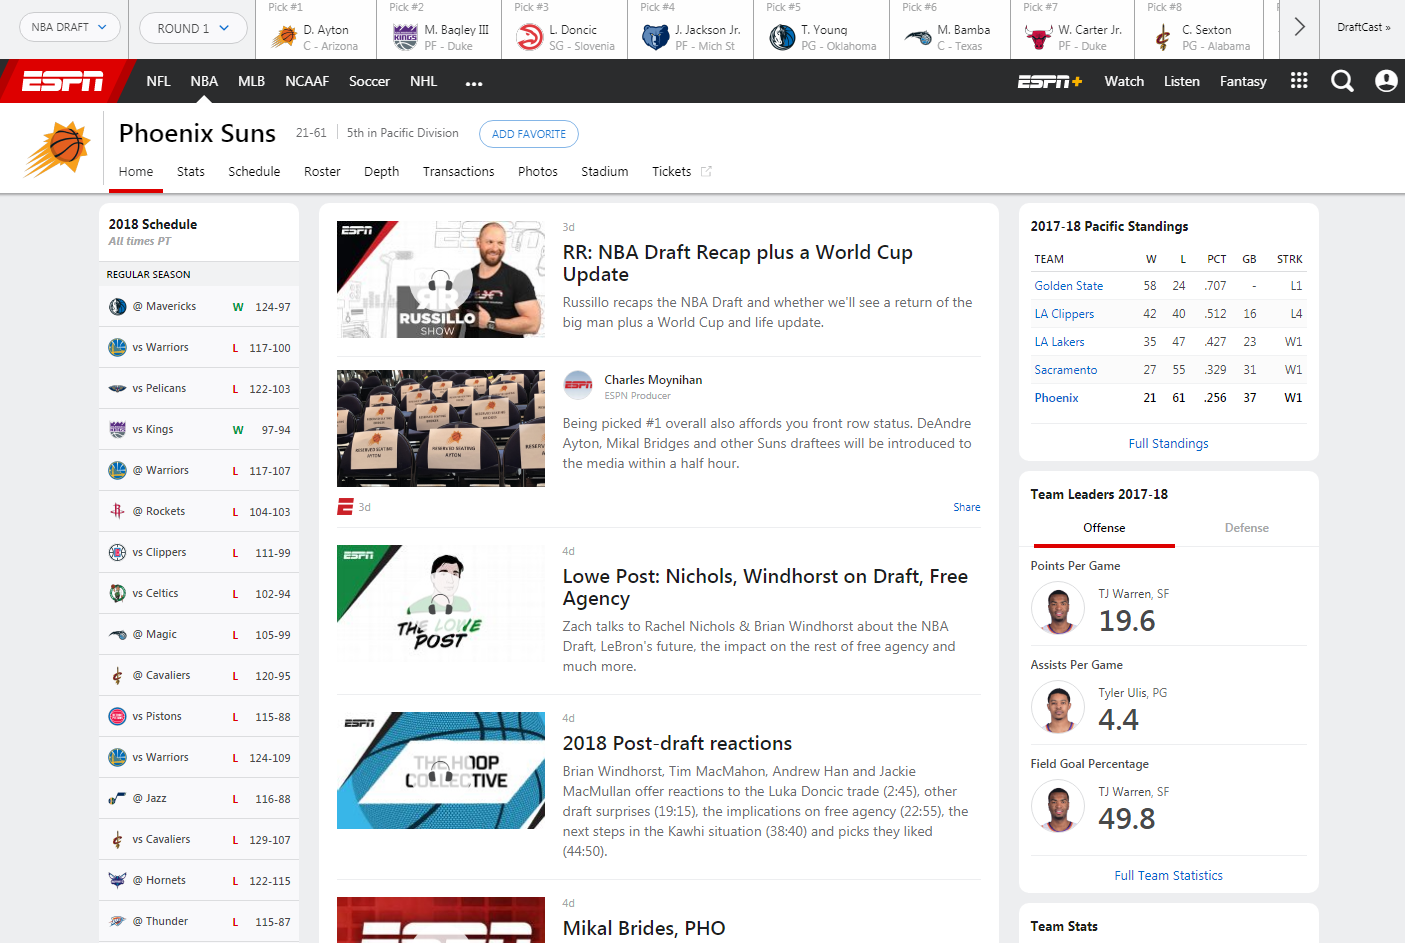 NBA DRAFT
ROUND 1
Pick #1
D. Ayton
C - Arizona
Pick #2
M. Bagley III
PF - Duke
Pick #3
L. Doncic
SG - Slovenia
Pick #4
J. Jackson Jr.
PF - Mich St
Pick #5
T. Young
PG - Oklahoma
Pick #6
M. Bamba
C - Texas
Pick #7
W. Carter Jr.
PF - Duke
Pick #8
C. Sexton
PG - Alabama
DraftCast »
ESPN
NFL
NBA
MLB
NCAAF
Soccer
NHL
•••
ESPN+
Watch
Listen
Fantasy
Phoenix Suns
21-61
5th in Pacific Division
ADD FAVORITE
Home
Stats
Schedule
Roster
Depth
Transactions
Photos
Stadium
Tickets
2018 Schedule
All times PT
REGULAR SEASON
@ Mavericks W 124-97
vs Warriors L 117-100
vs Pelicans L 122-103
vs Kings W 97-94
@ Warriors L 117-107
@ Rockets L 104-103
vs Clippers L 111-99
vs Celtics L 102-94
@ Magic L 105-99
@ Cavaliers L 120-95
vs Pistons L 115-88
vs Warriors L 124-109
@ Jazz L 116-88
vs Cavaliers L 129-107
@ Hornets L 122-115
@ Thunder L 115-87
ESPN
RR
RUSSILLO
SHOW
3d
RR: NBA Draft Recap plus a World Cup
Update
Russillo recaps the NBA Draft and whether we'll see a return of the
big man plus a World Cup and life update.
RESERVED SEATING
AYTON
ESPN
Charles Moynihan
ESPN Producer
Being picked #1 overall also affords you front row status. DeAndre
Ayton, Mikal Bridges and other Suns draftees will be introduced to
the media within a half hour.
E
3d
Share
ESPN
THE LOWE
POST
4d
Lowe Post: Nichols, Windhorst on Draft, Free
Agency
Zach talks to Rachel Nichols & Brian Windhorst about the NBA
Draft, LeBron's future, the impact on the rest of free agency and
much more.
ESPN
THE HOOP
COLLECTIVE
4d
2018 Post-draft reactions
Brian Windhorst, Tim MacMahon, Andrew Han and Jackie
MacMullan offer reactions to the Luka Doncic trade (2:45), other
draft surprises (19:15), the implications on free agency (22:55), the
next steps in the Kawhi situation (38:40) and picks they liked
(44:50).
4d
Mikal Brides, PHO
2017-18 Pacific Standings
TEAM W L PCT GB STRK
Golden State 58 24 .707 - L1
LA Clippers 42 40 .512 16 L4
LA Lakers 35 47 .427 23 W1
Sacramento 27 55 .329 31 W1
Phoenix 21 61 .256 37 W1
Full Standings
Team Leaders 2017-18
Offense
Defense
Points Per Game
TJ Warren, SF
19.6
Assists Per Game
Tyler Ulis, PG
4.4
Field Goal Percentage
TJ Warren, SF
49.8
Full Team Statistics
Team Stats